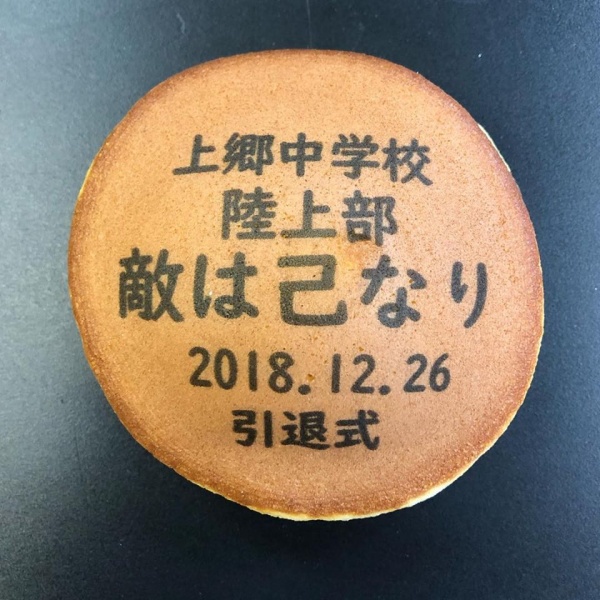 上郷中学校
陸上部
敵は己なり
2018.12.26
引退式